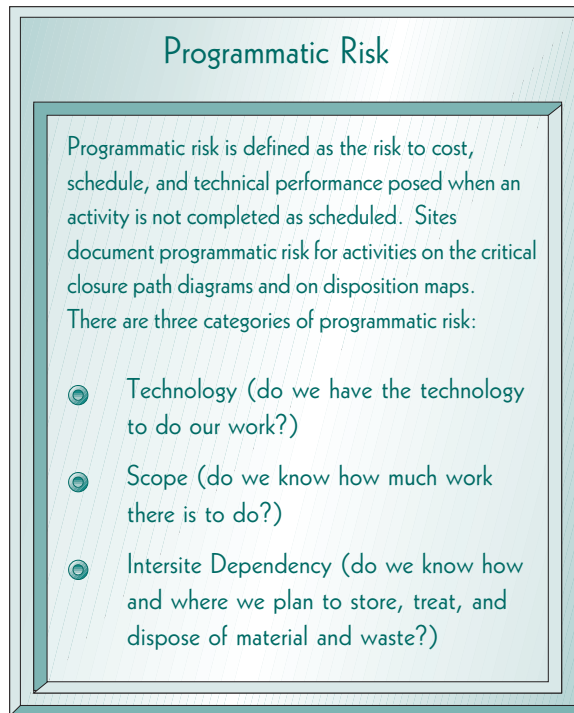 Programmatic Risk
Programmatic risk is defined as the risk to cost,
schedule, and technical performance posed when an
activity is not completed as scheduled.  Sites
document programmatic risk for activities on the critical
closure path diagrams and on disposition maps.
There are three categories of programmatic risk:
Technology (do we have the technology
to do our work?)
Scope (do we know how much work
there is to do?)
Intersite Dependency (do we know how
and where we plan to store, treat, and
dispose of material and waste?)